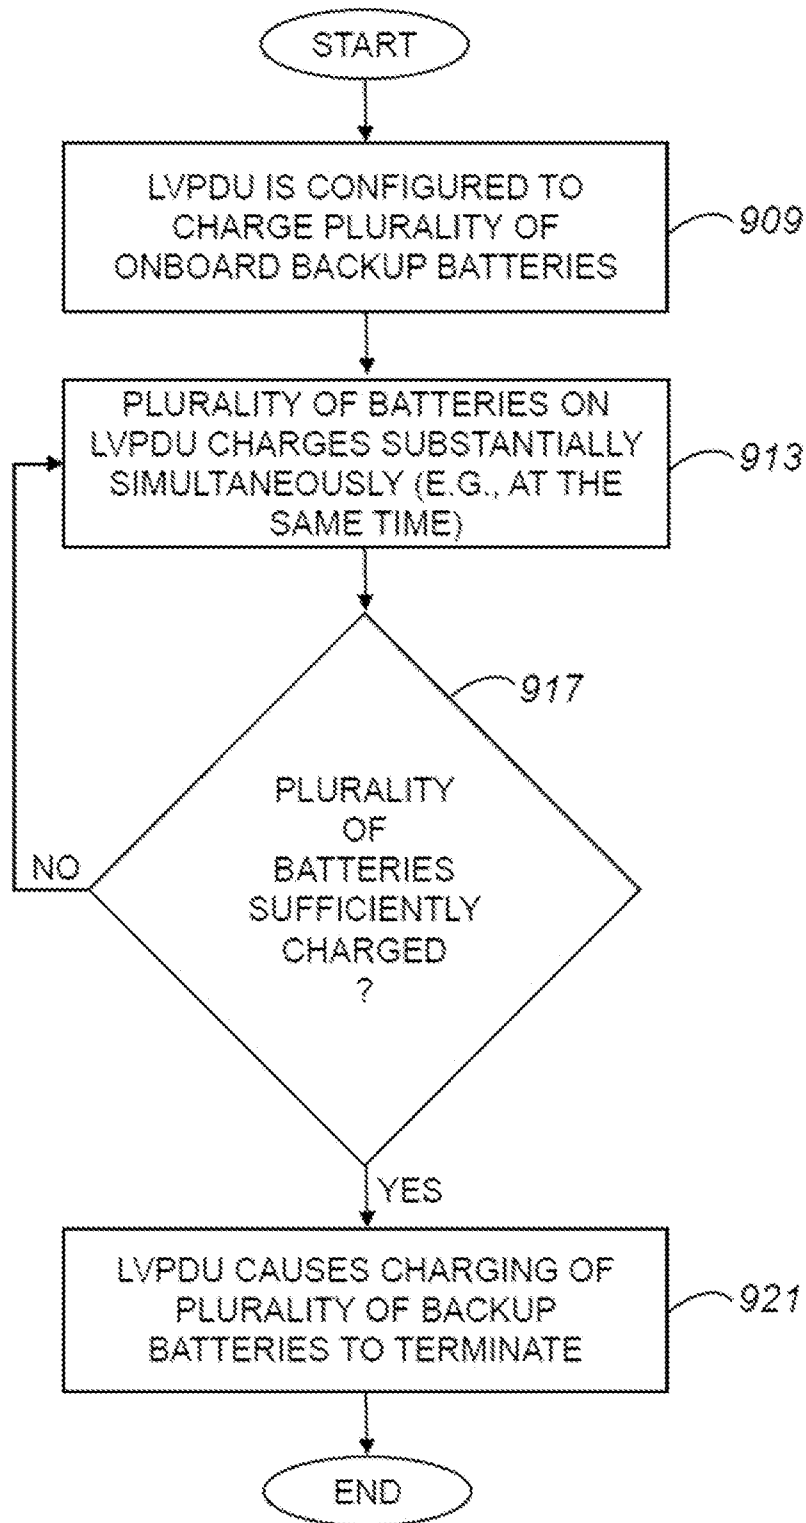 START
LVPDU IS CONFIGURED TO
CHARGE PLURALITY OF
ONBOARD BACKUP BATTERIES
909
PLURALITY OF BATTERIES ON
LVPDU CHARGES SUBSTANTIALLY
SIMULTANEOUSLY (E.G., AT THE
SAME TIME)
913
917
PLURALITY
OF
BATTERIES
SUFFICIENTLY
CHARGED
?
NO
YES
LVPDU CAUSES CHARGING OF
PLURALITY OF BACKUP
BATTERIES TO TERMINATE
921
END